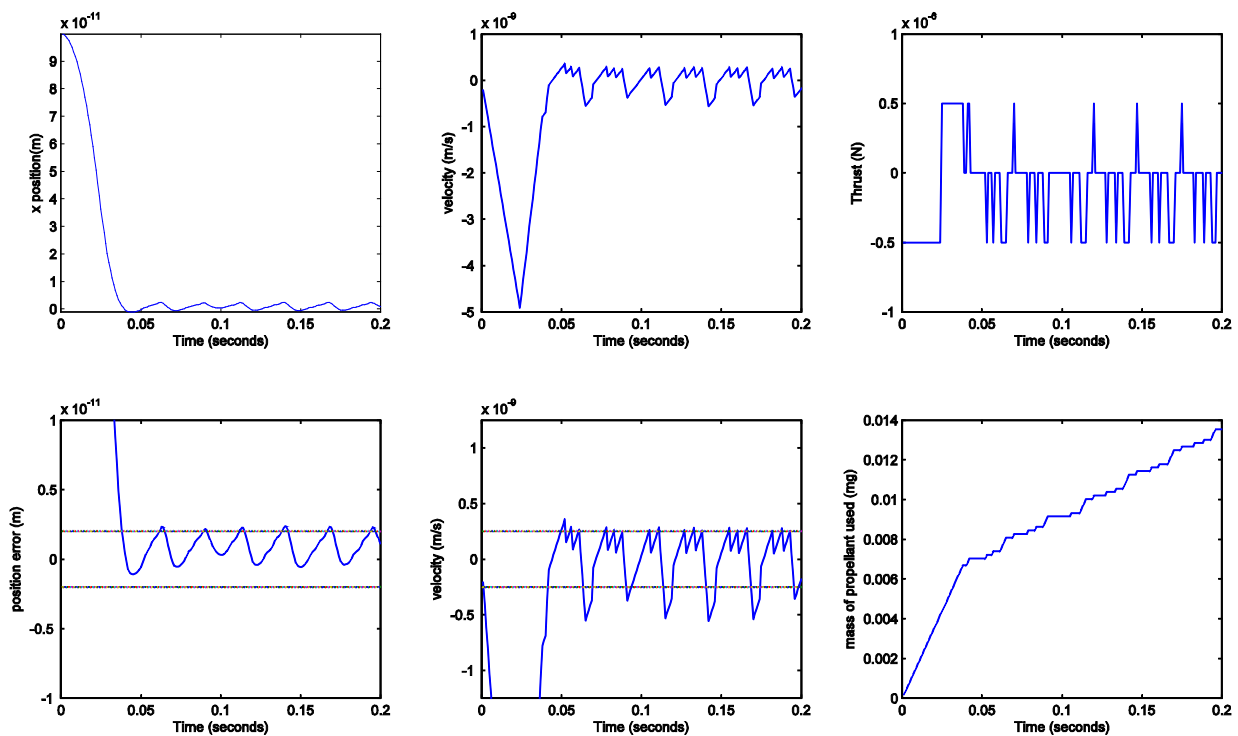 x 10^-11
10
9
8
7
6
5
4
3
2
1
0
x position(m)
0 0.05 0.1 0.15 0.2
Time (seconds)
x 10^-9
1
0
-1
-2
-3
-4
-5
velocity (m/s)
0 0.05 0.1 0.15 0.2
Time (seconds)
x 10^-6
1
0.5
0
-0.5
-1
Thrust (N)
0 0.05 0.1 0.15 0.2
Time (seconds)
x 10^-11
1
0.5
0
-0.5
-1
position error (m)
0 0.05 0.1 0.15 0.2
Time (seconds)
x 10^-9
1
0.5
0
-0.5
-1
velocity (m/s)
0 0.05 0.1 0.15 0.2
Time (seconds)
0.014
0.012
0.01
0.008
0.006
0.004
0.002
0
mass of propellant used (mg)
0 0.05 0.1 0.15 0.2
Time (seconds)